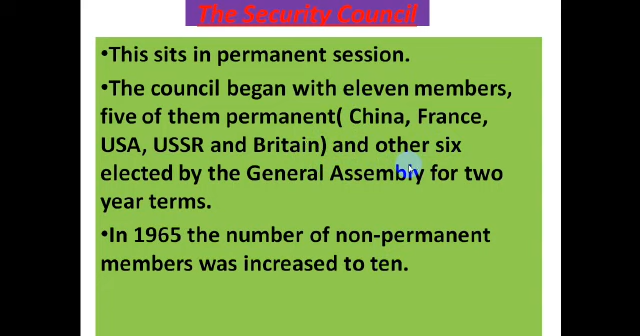 The Security Council
•This sits in permanent session.
•The council began with eleven members,
five of them permanent( China, France,
USA, USSR and Britain) and other six
elected by the General Assembly for two
year terms.
•In 1965 the number of non-permanent
members was increased to ten.